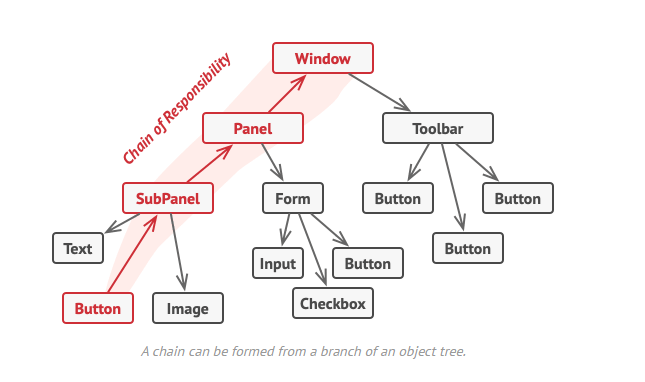 Window
Chain of Responsibility
Panel
Toolbar
SubPanel
Form
Button
Button
Text
Input
Button
Button
Button
Image
Checkbox
A chain can be formed from a branch of an object tree.